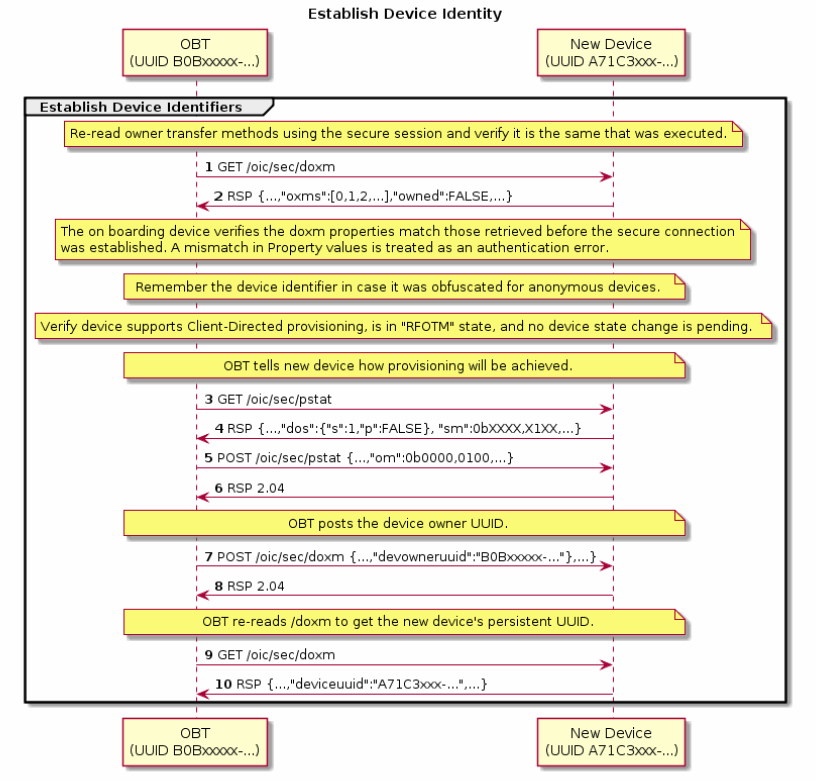 Establish Device Identity
OBT
(UUID B0Bxxxxx-...)
New Device
(UUID A71C3xxx-...)
Establish Device Identifiers
Re-read owner transfer methods using the secure session and verify it is the same that was executed.
1 GET /oic/sec/doxm
2 RSP {...,"oxms":[0,1,2,...],"owned":FALSE,...}
The on boarding device verifies the doxm properties match those retrieved before the secure connection
was established. A mismatch in Property values is treated as an authentication error.
Remember the device identifier in case it was obfuscated for anonymous devices.
Verify device supports Client-Directed provisioning, is in "RFOTM" state, and no device state change is pending.
OBT tells new device how provisioning will be achieved.
3 GET /oic/sec/pstat
4 RSP {...,"dos":{"s":1,"p":FALSE}, "sm":0bXXXX,X1XX,...}
5 POST /oic/sec/pstat {...,"om":0b0000,0100,...}
6 RSP 2.04
OBT posts the device owner UUID.
7 POST /oic/sec/doxm {...,"devowneruuid":"B0Bxxxxx-..."},...}
8 RSP 2.04
OBT re-reads /doxm to get the new device's persistent UUID.
9 GET /oic/sec/doxm
10 RSP {...,"deviceuuid":"A71C3xxx-...",...}
OBT
(UUID B0Bxxxxx-...)
New Device
(UUID A71C3xxx-...)